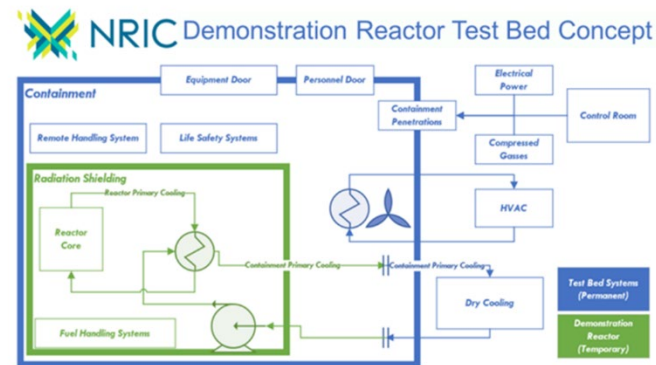 NRIC Demonstration Reactor Test Bed Concept
Containment
Equipment Door
Personnel Door
Electrical
Power
Containment
Penetrations
Control Room
Remote Handling System
Life Safety Systems
Compressed
Gasses
Radiation Shielding
Reactor Primary Cooling
Reactor
Core
HVAC
Containment Primary Cooling
Containment Primary Cooling
Dry Cooling
Test Bed Systems
(Permanent)
Fuel Handling Systems
Demonstration
Reactor
(Temporary)